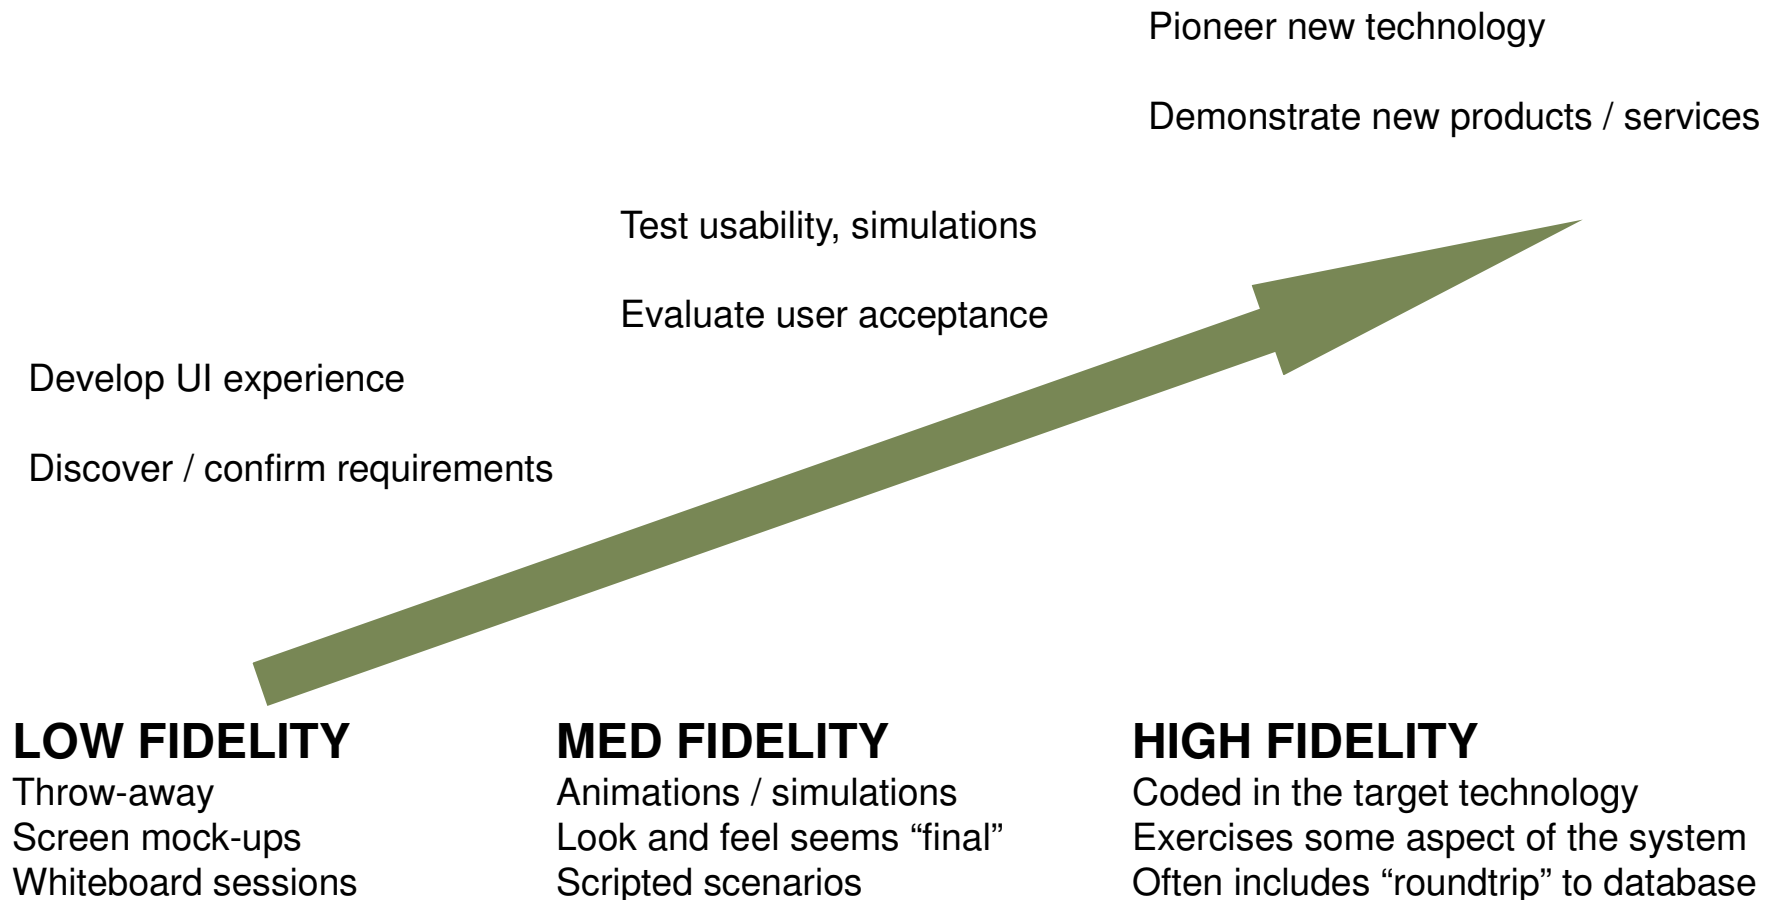 Pioneer new technology
Demonstrate new products / services
Test usability, simulations
Evaluate user acceptance
Develop UI experience
Discover / confirm requirements
LOW FIDELITY
Throw-away
Screen mock-ups
Whiteboard sessions
MED FIDELITY
Animations / simulations
Look and feel seems “final”
Scripted scenarios
HIGH FIDELITY
Coded in the target technology
Exercises some aspect of the system
Often includes “roundtrip” to database